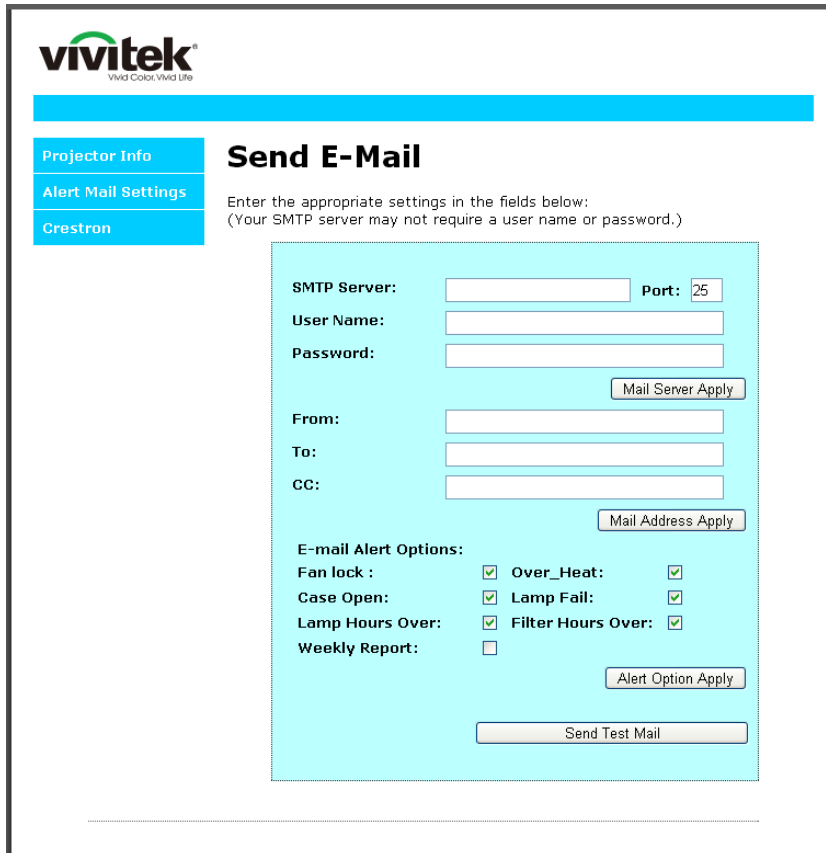 vivitek®
Vivid Color, Vivid Life
Projector Info
Alert Mail Settings
Crestron
Send E-Mail
Enter the appropriate settings in the fields below:
(Your SMTP server may not require a user name or password.)
SMTP Server: Port: 25
User Name:
Password:
Mail Server Apply
From:
To:
CC:
Mail Address Apply
E-mail Alert Options:
Fan lock : Over_Heat:
Case Open: Lamp Fail:
Lamp Hours Over: Filter Hours Over:
Weekly Report:
Alert Option Apply
Send Test Mail